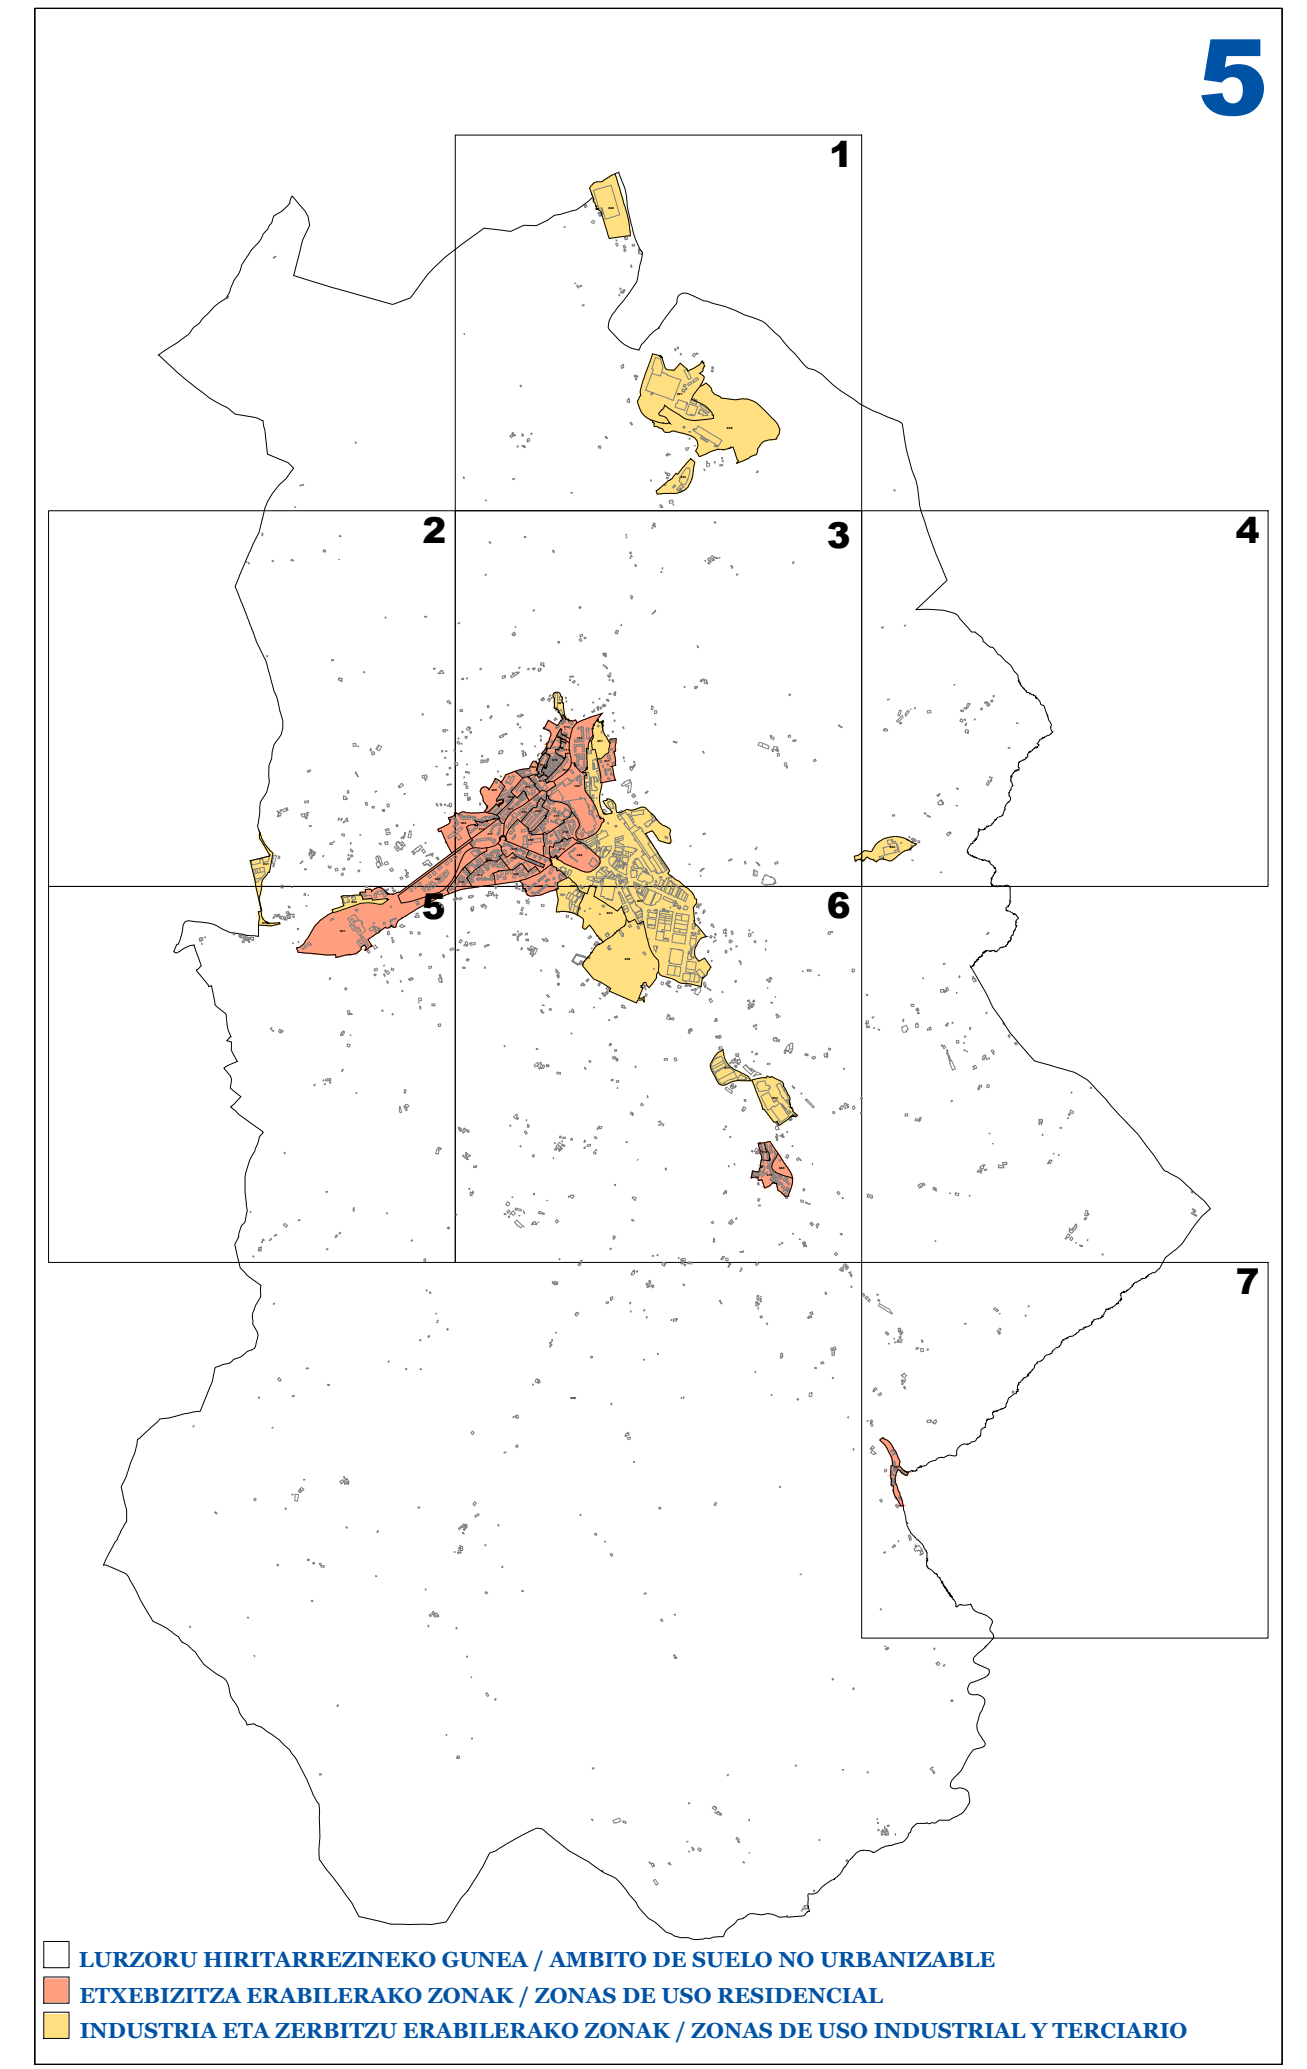 5
1
2
3
4
5
6
7
LURZORU HIRITARREZINEKO GUNEA / AMBITO DE SUELO NO URBANIZABLE
ETXEBIZITZA ERABILERAKO ZONAK / ZONAS DE USO RESIDENCIAL
INDUSTRIA ETA ZERBITZU ERABILERAKO ZONAK / ZONAS DE USO INDUSTRIAL Y TERCIARIO